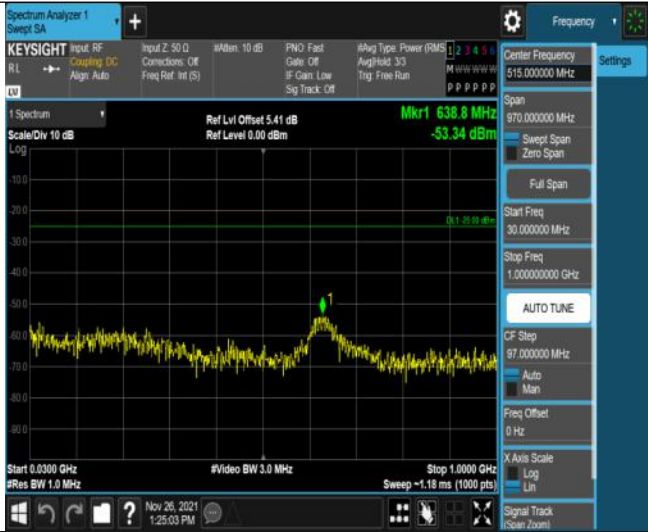 Spectrum Analyzer 1
Swept SA
Frequency
KEYSIGHT
RL
Input: RF
Coupling: DC
Align: Auto
Input Z: 50 Ω
Corrections: Off
Freq Ref: Int (S)
#Atten: 10 dB
PNO: Fast
Gate: Off
IF Gain: Low
Sig Track: Off
#Avg Type: Power (RMS
Avg|Hold: 3/3
Trig: Free Run
1 2 3 4 5 6
M W W W W W
P P P P P P
LV
1 Spectrum
Scale/Div 10 dB
Log
Ref Lvl Offset 5.41 dB
Ref Level 0.00 dBm
Mkr1 638.8 MHz
-53.34 dBm
-10.0
-20.0
-30.0
-40.0
-50.0
-60.0
-70.0
-80.0
-90.0
DL1 -25.00 dBm
1
Start 0.0300 GHz
#Res BW 1.0 MHz
#Video BW 3.0 MHz
Stop 1.0000 GHz
Sweep ~1.18 ms (1000 pts)
Nov 26, 2021
1:25:03 PM
Center Frequency
515.000000 MHz
Settings
Span
970.000000 MHz
Swept Span
Zero Span
Full Span
Start Freq
30.000000 MHz
Stop Freq
1.000000000 GHz
AUTO TUNE
CF Step
97.000000 MHz
Auto
Man
Freq Offset
0 Hz
X Axis Scale
Log
Lin
Signal Track
(Span Zoom)